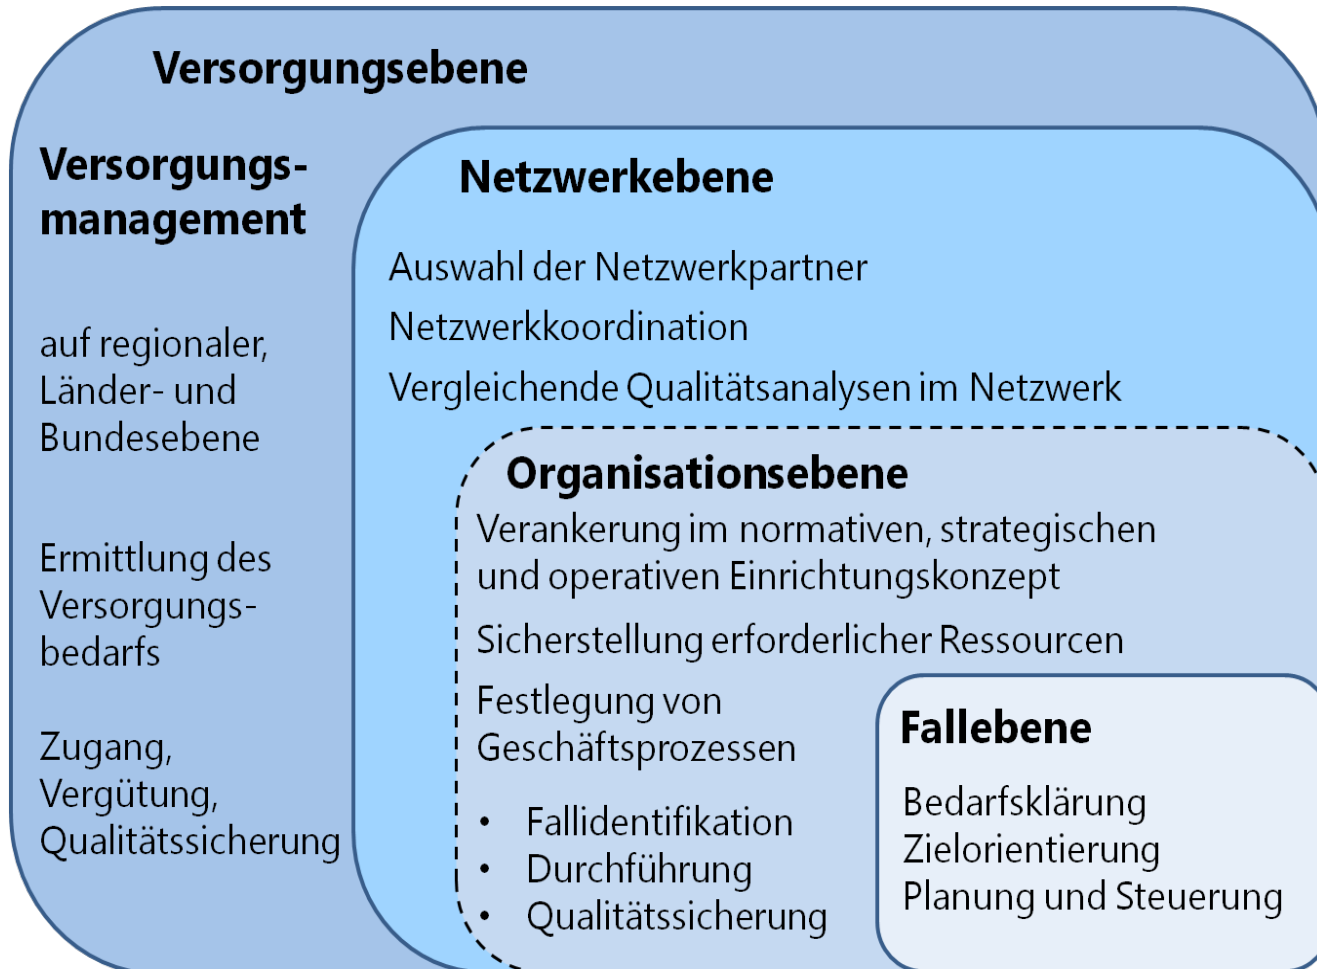 Versorgungsebene
Versorgungs-
management
auf regionaler,
Länder- und
Bundesebene
Ermittlung des
Versorgungs-
bedarfs
Zugang,
Vergütung,
Qualitätssicherung
Netzwerkebene
Auswahl der Netzwerkpartner
Netzwerkkoordination
Vergleichende Qualitätsanalysen im Netzwerk
Organisationsebene
Verankerung im normativen, strategischen
und operativen Einrichtungskonzept
Sicherstellung erforderlicher Ressourcen
Festlegung von
Geschäftsprozessen
• Fallidentifikation
• Durchführung
• Qualitätssicherung
Fallebene
Bedarfsklärung
Zielorientierung
Planung und Steuerung